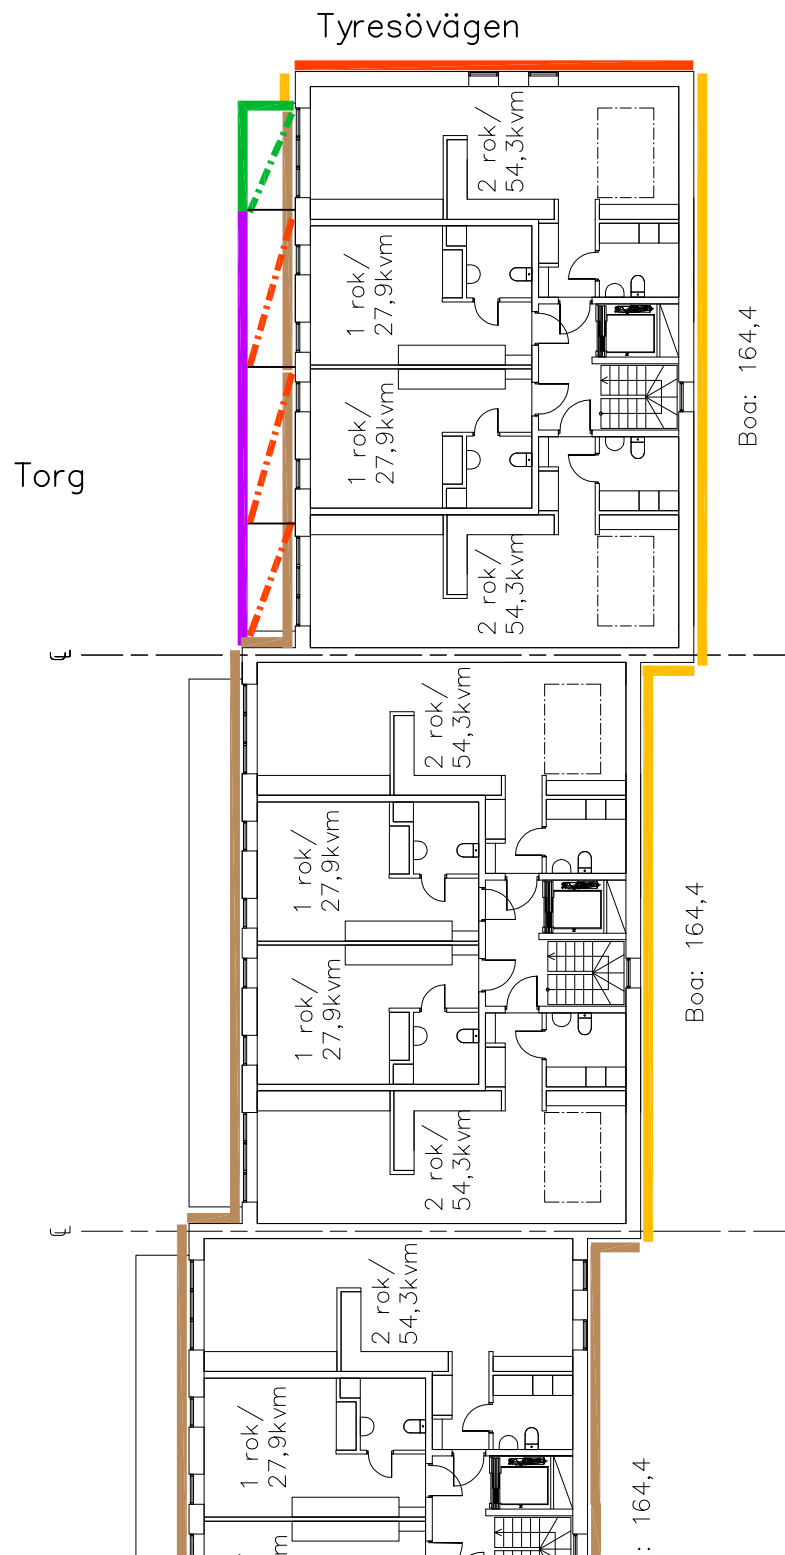 Tyresövägen
2 rok/
54,3kvm
1 rok/
27,9kvm
Boa: 164,4
1 rok/
27,9kvm
Torg
2 rok/
54,3kvm
2 rok/
54,3kvm
1 rok/
27,9kvm
Boa: 164,4
1 rok/
27,9kvm
2 rok/
54,3kvm
2 rok/
54,3kvm
1 rok/
27,9kvm
: 164,4